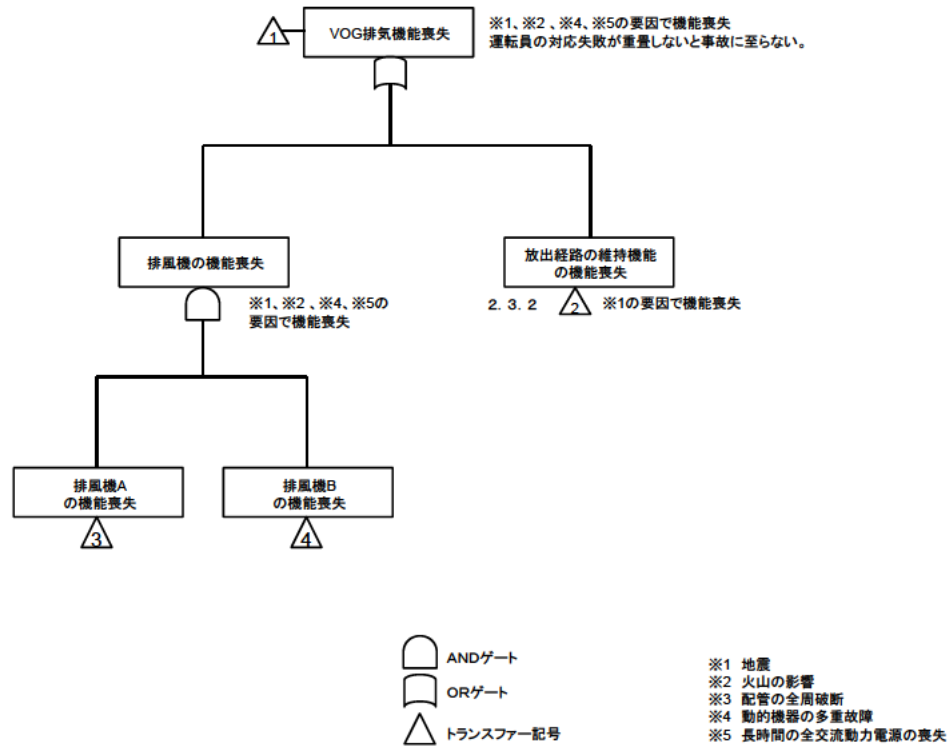 1
VOG排気機能喪失
※1、※2 、※4、※5の要因で機能喪失
運転員の対応失敗が重畳しないと事故に至らない。
排風機の機能喪失
※1、※2 、※4、※5の
要因で機能喪失
放出経路の維持機能
の機能喪失
2. 3. 2
2
※1の要因で機能喪失
排風機A
の機能喪失
3
排風機B
の機能喪失
4
ANDゲート
ORゲート
トランスファー記号
※1 地震
※2 火山の影響
※3 配管の全周破断
※4 動的機器の多重故障
※5 長時間の全交流動力電源の喪失